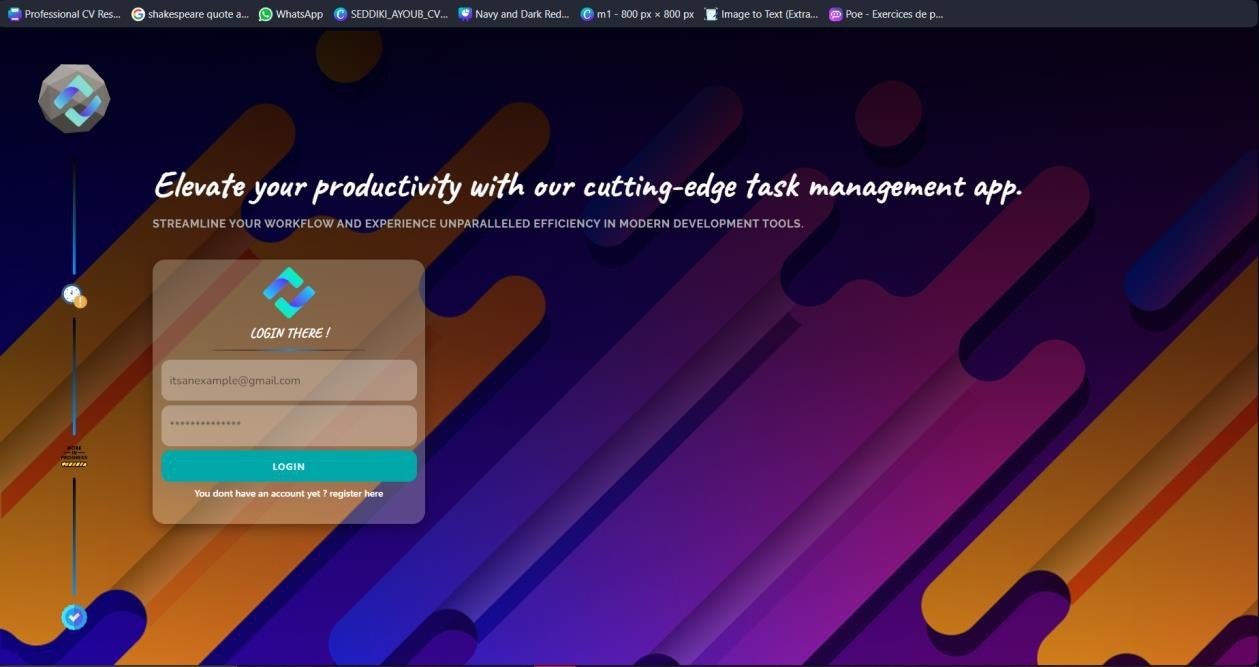 Professional CV Res...
shakespeare quote a...
WhatsApp
SEDDIKI_AYOUB_CV...
Navy and Dark Red...
m1 - 800 px × 800 px
Image to Text (Extra...
Poe - Exercices de p...
Elevate your productivity with our cutting-edge task management app.
STREAMLINE YOUR WORKFLOW AND EXPERIENCE UNPARALLELED EFFICIENCY IN MODERN DEVELOPMENT TOOLS.
LOGIN THERE !
itsanexample@gmail.com
**************
LOGIN
You dont have an account yet ? register here
WORK
IN
PROGRESS